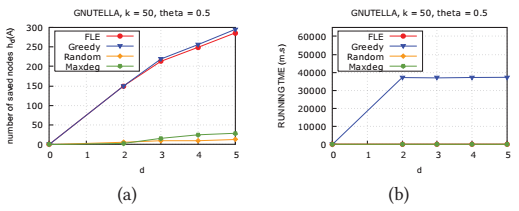 GNUTELLA, k = 50, theta = 0.5
number of saved nodes h_d(A)
300
250
200
150
100
50
0
FLE
Greedy
Random
Maxdeg
0 1 2 3 4 5
d
(a)
GNUTELLA, k = 50, theta = 0.5
RUNNING TIME (m.s)
60000
50000
40000
30000
20000
10000
0
FLE
Greedy
Random
Maxdeg
0 1 2 3 4 5
d
(b)